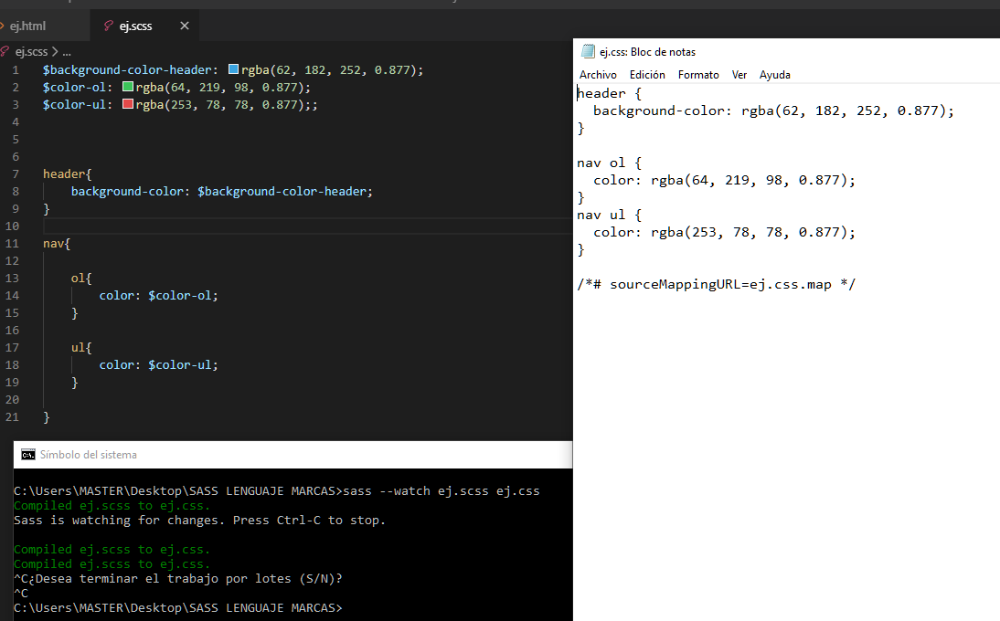 ej.html
ej.scss
ej.scss > ...
1 $background-color-header: rgba(62, 182, 252, 0.877);
2 $color-ol: rgba(64, 219, 98, 0.877);
3 $color-ul: rgba(253, 78, 78, 0.877);;
4
5
6
7 header{
8 background-color: $background-color-header;
9 }
10
11 nav{
12
13 ol{
14 color: $color-ol;
15 }
16
17 ul{
18 color: $color-ul;
19 }
20
21 }
ej.css: Bloc de notas
Archivo Edición Formato Ver Ayuda
header {
  background-color: rgba(62, 182, 252, 0.877);
}
nav ol {
  color: rgba(64, 219, 98, 0.877);
}
nav ul {
  color: rgba(253, 78, 78, 0.877);
}
/*# sourceMappingURL=ej.css.map */
Símbolo del sistema
C:\Users\MASTER\Desktop\SASS LENGUAJE MARCAS>sass --watch ej.scss ej.css
Compiled ej.scss to ej.css.
Sass is watching for changes. Press Ctrl-C to stop.
Compiled ej.scss to ej.css.
Compiled ej.scss to ej.css.
^C¿Desea terminar el trabajo por lotes (S/N)?
^C
C:\Users\MASTER\Desktop\SASS LENGUAJE MARCAS>